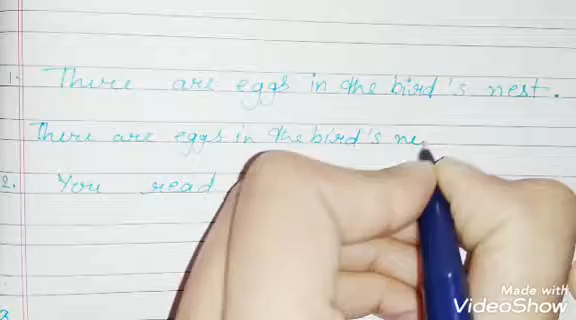 1. There are eggs in the bird's nest.
There are eggs in the bird's ne
2. You read
3
Made with
VideoShow